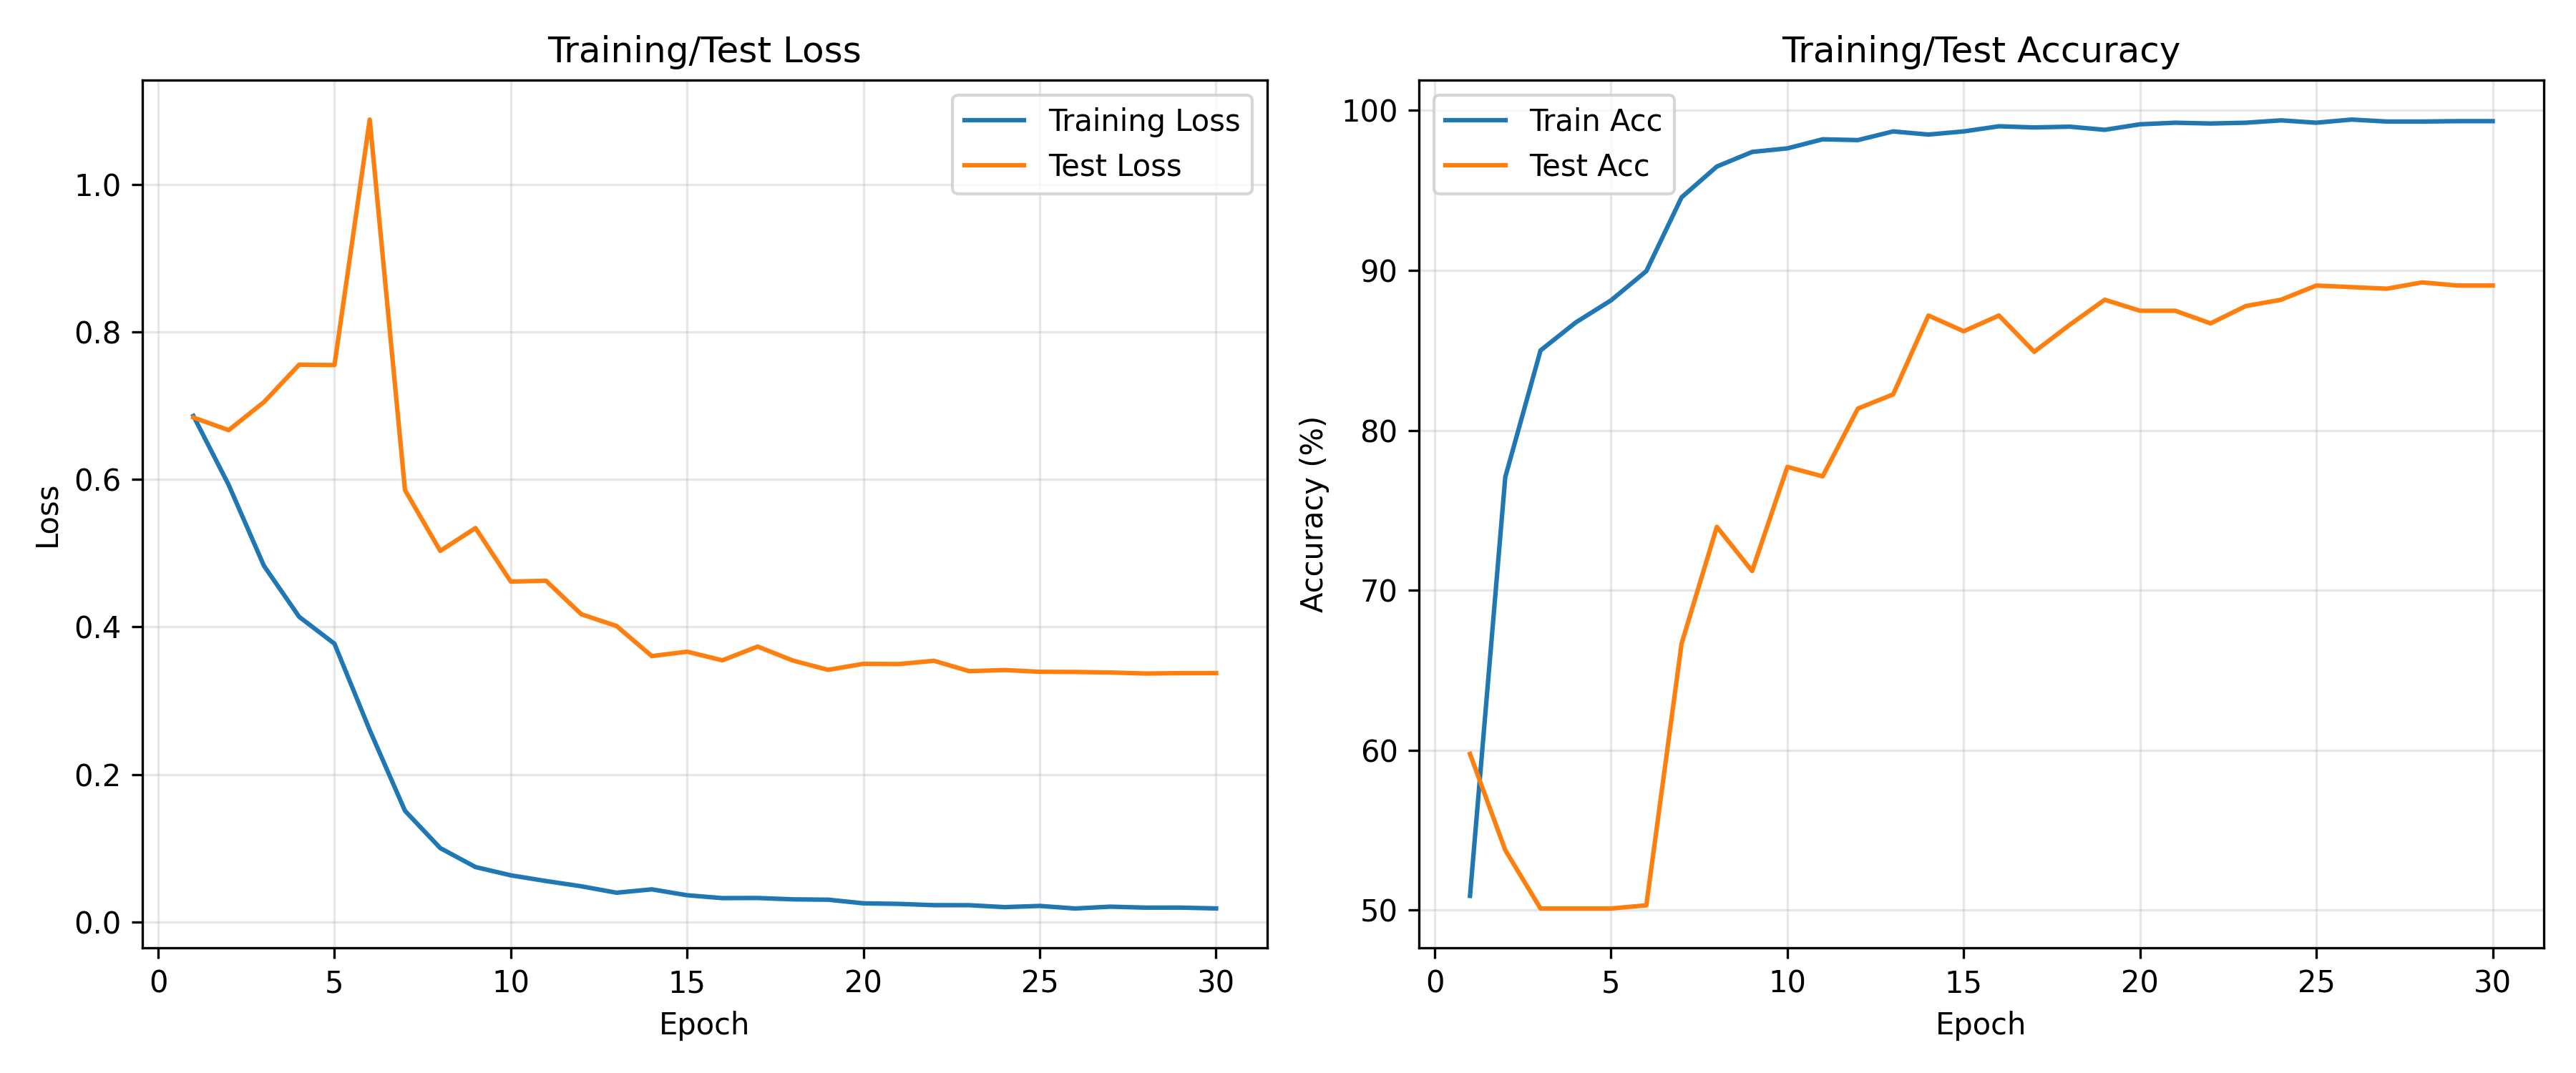 Training/Test Loss
Training Loss
Test Loss
Loss
1.0
0.8
0.6
0.4
0.2
0.0
0 5 10 15 20 25 30
Epoch
Training/Test Accuracy
Train Acc
Test Acc
Accuracy (%)
100
90
80
70
60
50
0 5 10 15 20 25 30
Epoch